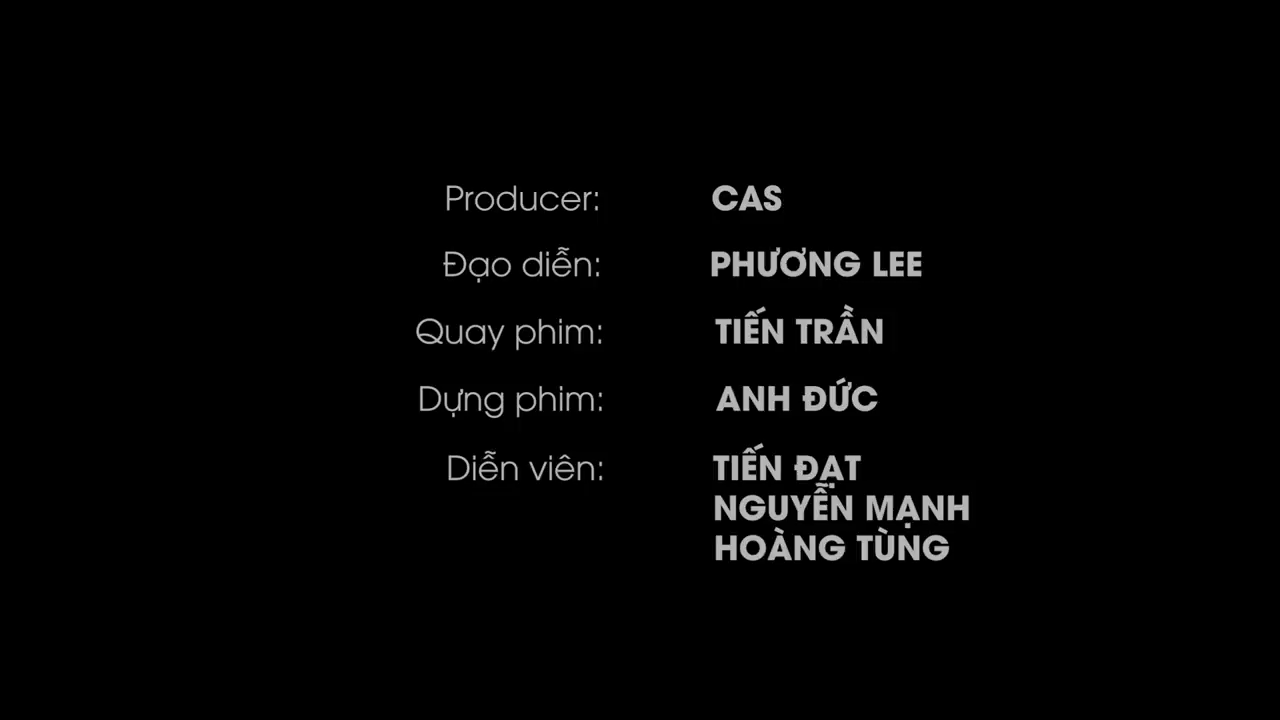 Producer: CAS
Đạo diễn: PHƯƠNG LEE
Quay phim: TIẾN TRẦN
Dựng phim: ANH ĐỨC
Diễn viên: TIẾN ĐẠT
NGUYỄN MẠNH
HOÀNG TÙNG